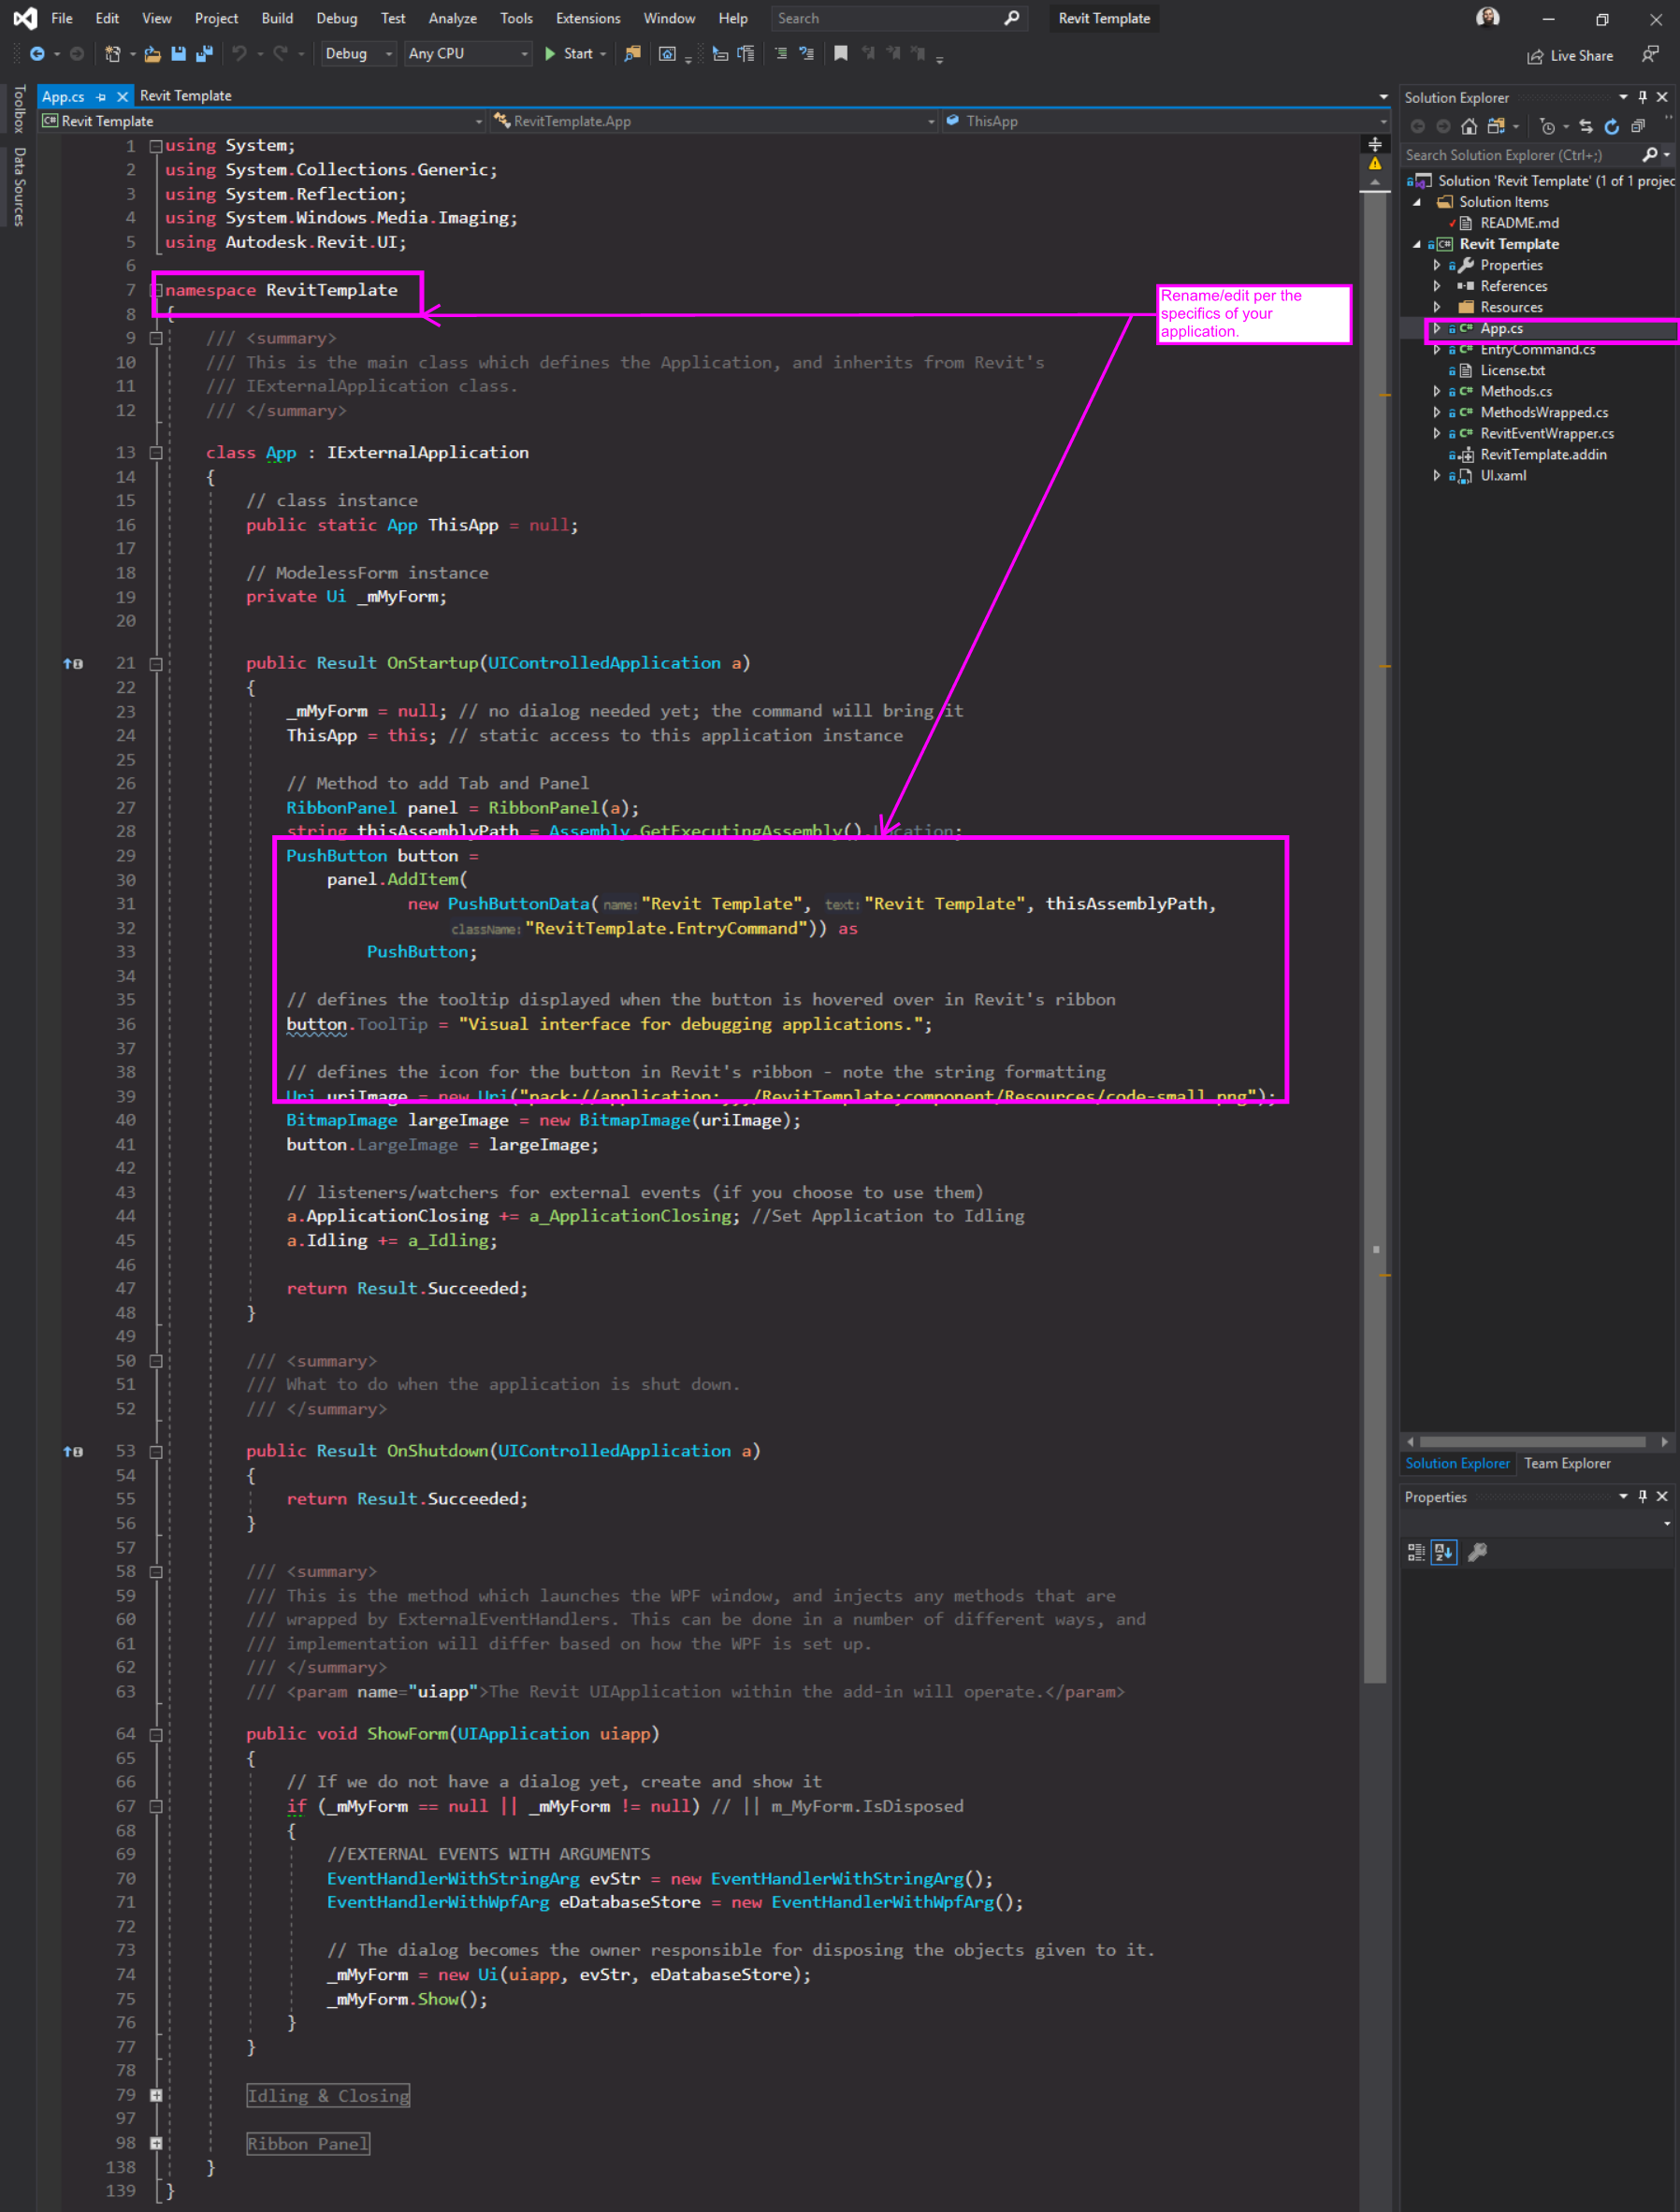 File Edit View Project Build Debug Test Analyze Tools Extensions Window Help Search Revit Template
Debug Any CPU Start Live Share
Toolbox
Data Sources
App.cs Revit Template
Revit Template RevitTemplate.App ThisApp
1 using System;
2 using System.Collections.Generic;
3 using System.Reflection;
4 using System.Windows.Media.Imaging;
5 using Autodesk.Revit.UI;
6
7 namespace RevitTemplate
8 {
9 /// <summary>
10 /// This is the main class which defines the Application, and inherits from Revit's
11 /// IExternalApplication class.
12 /// </summary>
13 class App : IExternalApplication
14 {
15 // class instance
16 public static App ThisApp = null;
17
18 // ModelessForm instance
19 private Ui _mMyForm;
20
21 public Result OnStartup(UIControlledApplication a)
22 {
23 _mMyForm = null; // no dialog needed yet; the command will bring it
24 ThisApp = this; // static access to this application instance
25
26 // Method to add Tab and Panel
27 RibbonPanel panel = RibbonPanel(a);
28 string thisAssemblyPath = Assembly.GetExecutingAssembly().Location;
29 PushButton button =
30 panel.AddItem(
31 new PushButtonData( name: "Revit Template", text: "Revit Template", thisAssemblyPath,
32 className: "RevitTemplate.EntryCommand")) as
33 PushButton;
34
35 // defines the tooltip displayed when the button is hovered over in Revit's ribbon
36 button.ToolTip = "Visual interface for debugging applications.";
37
38 // defines the icon for the button in Revit's ribbon - note the string formatting
39 Uri uriImage = new Uri("pack://application:,,,/RevitTemplate;component/Resources/code-small.png");
40 BitmapImage largeImage = new BitmapImage(uriImage);
41 button.LargeImage = largeImage;
42
43 // listeners/watchers for external events (if you choose to use them)
44 a.ApplicationClosing += a_ApplicationClosing; //Set Application to Idling
45 a.Idling += a_Idling;
46
47 return Result.Succeeded;
48 }
49
50 /// <summary>
51 /// What to do when the application is shut down.
52 /// </summary>
53 public Result OnShutdown(UIControlledApplication a)
54 {
55 return Result.Succeeded;
56 }
57
58 /// <summary>
59 /// This is the method which launches the WPF window, and injects any methods that are
60 /// wrapped by ExternalEventHandlers. This can be done in a number of different ways, and
61 /// implementation will differ based on how the WPF is set up.
62 /// </summary>
63 /// <param name="uiapp">The Revit UIApplication within the add-in will operate.</param>
64 public void ShowForm(UIApplication uiapp)
65 {
66 // If we do not have a dialog yet, create and show it
67 if (_mMyForm == null || _mMyForm != null) // || m_MyForm.IsDisposed
68 {
69 //EXTERNAL EVENTS WITH ARGUMENTS
70 EventHandlerWithStringArg evStr = new EventHandlerWithStringArg();
71 EventHandlerWithWpfArg eDatabaseStore = new EventHandlerWithWpfArg();
72
73 // The dialog becomes the owner responsible for disposing the objects given to it.
74 _mMyForm = new Ui(uiapp, evStr, eDatabaseStore);
75 _mMyForm.Show();
76 }
77 }
78
79 Idling & Closing
97
98 Ribbon Panel
138 }
139 }
Rename/edit per the
specifics of your
application.
Solution Explorer
Search Solution Explorer (Ctrl+;)
Solution 'Revit Template' (1 of 1 projec
Solution Items
README.md
Revit Template
Properties
References
Resources
App.cs
EntryCommand.cs
License.txt
Methods.cs
MethodsWrapped.cs
RevitEventWrapper.cs
RevitTemplate.addin
UI.xaml
Solution Explorer Team Explorer
Properties